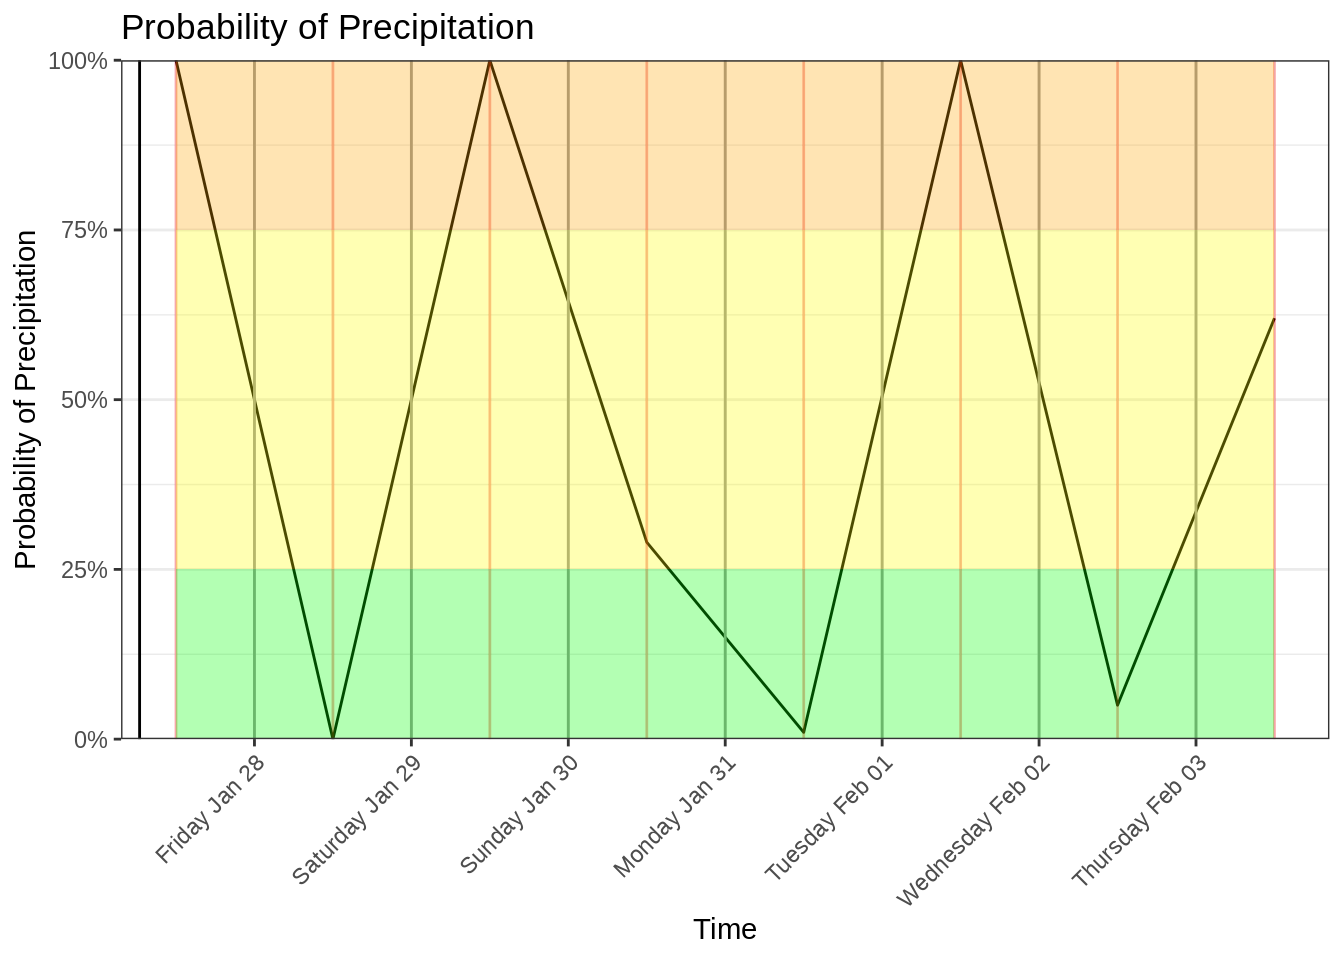 Probability of Precipitation
Probability of Precipitation
100%
75%
50%
25%
0%
Friday Jan 28
Saturday Jan 29
Sunday Jan 30
Monday Jan 31
Tuesday Feb 01
Wednesday Feb 02
Thursday Feb 03
Time